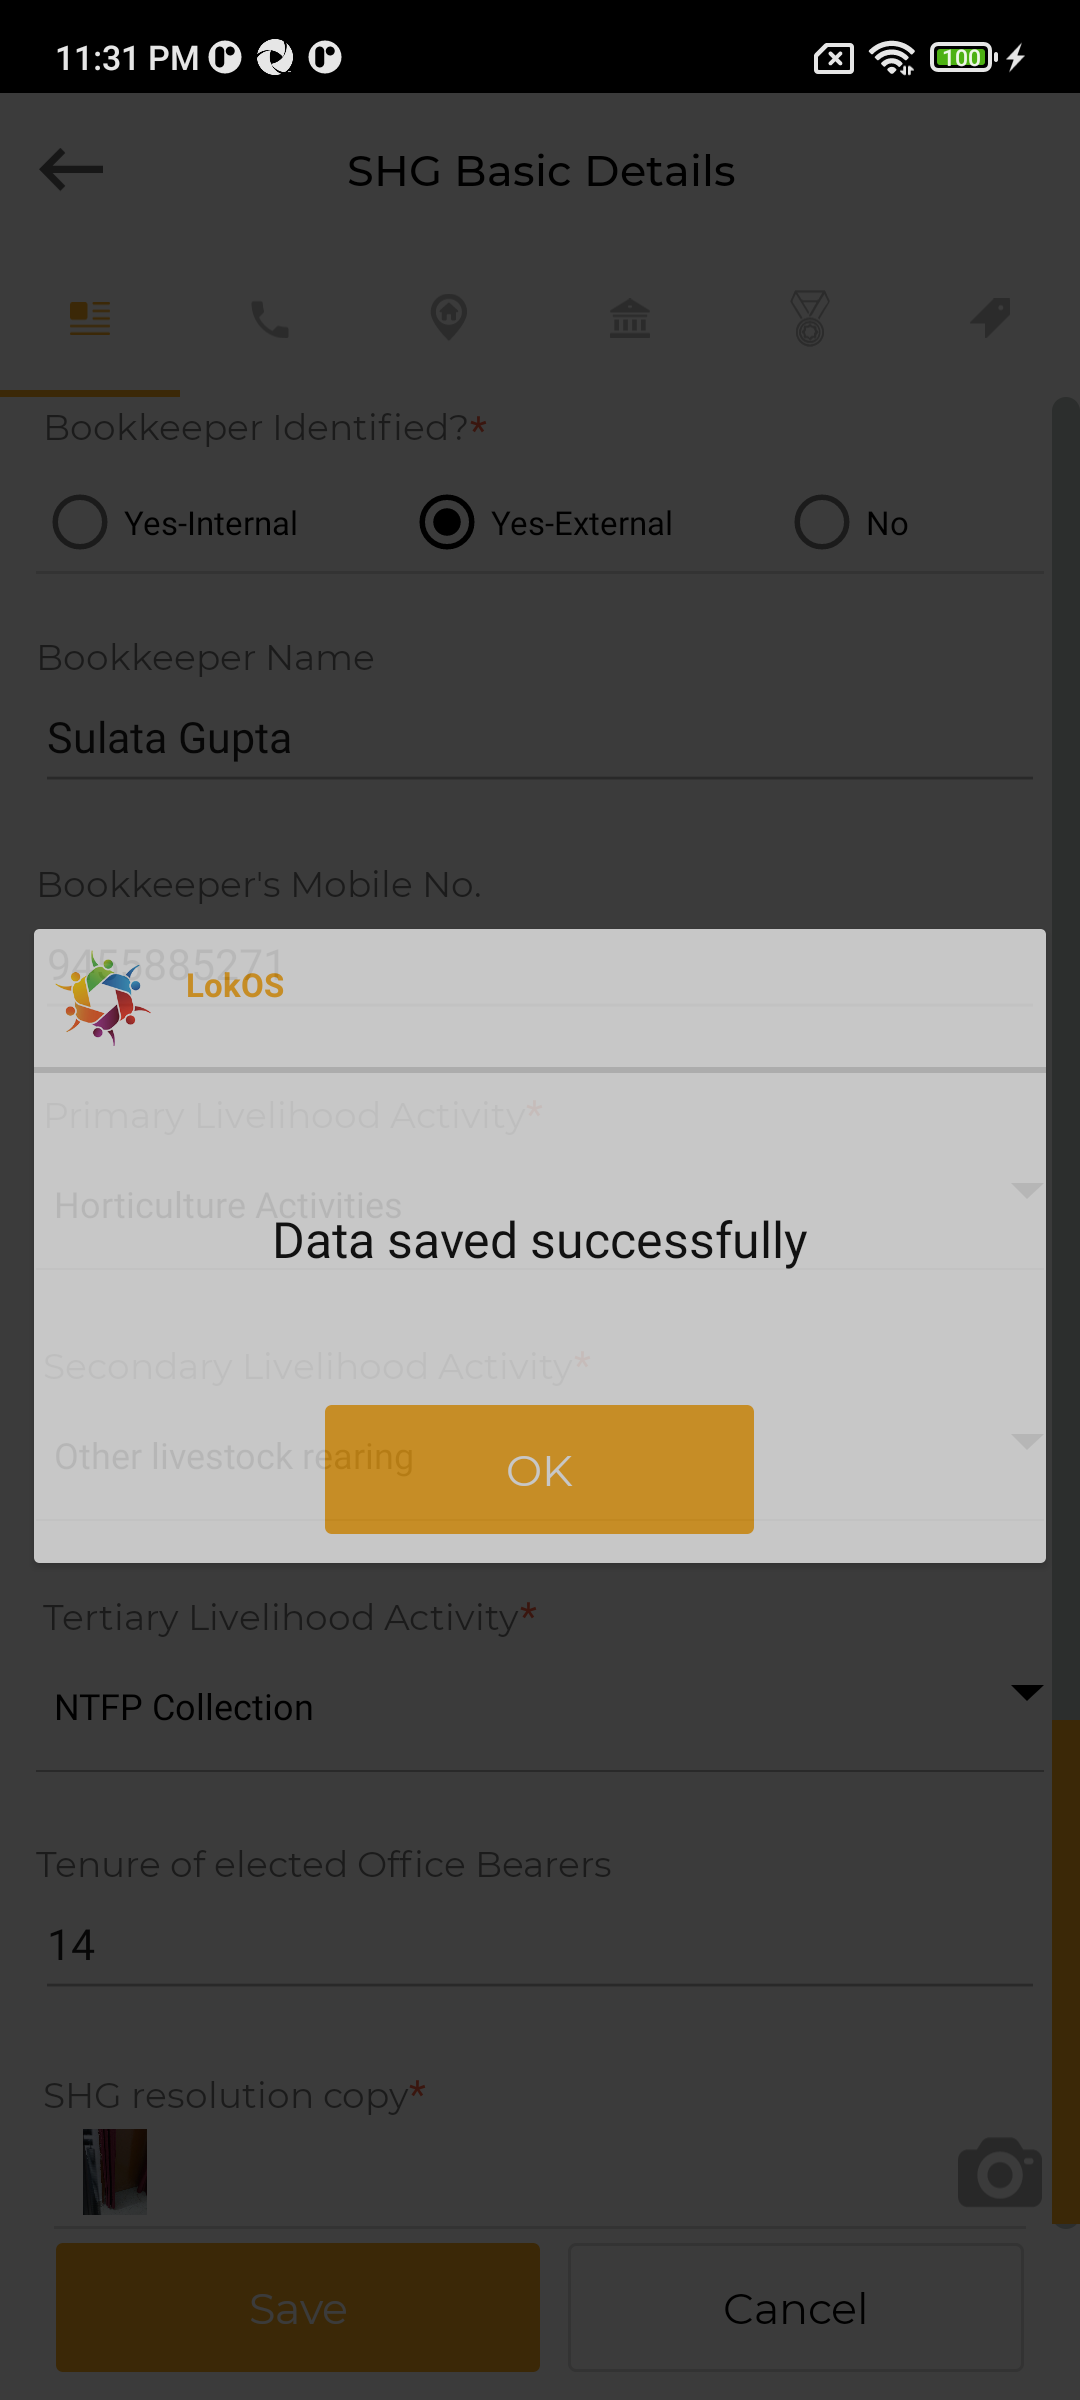 11:31 PM
100
SHG Basic Details
Bookkeeper Identified?*
Yes-Internal Yes-External No
Bookkeeper Name
Sulata Gupta
Bookkeeper's Mobile No.
9455885271
LokOS
Primary Livelihood Activity*
Horticulture Activities
Data saved successfully
Secondary Livelihood Activity*
Other livestock rearing
OK
Tertiary Livelihood Activity*
NTFP Collection
Tenure of elected Office Bearers
14
SHG resolution copy*
Save Cancel